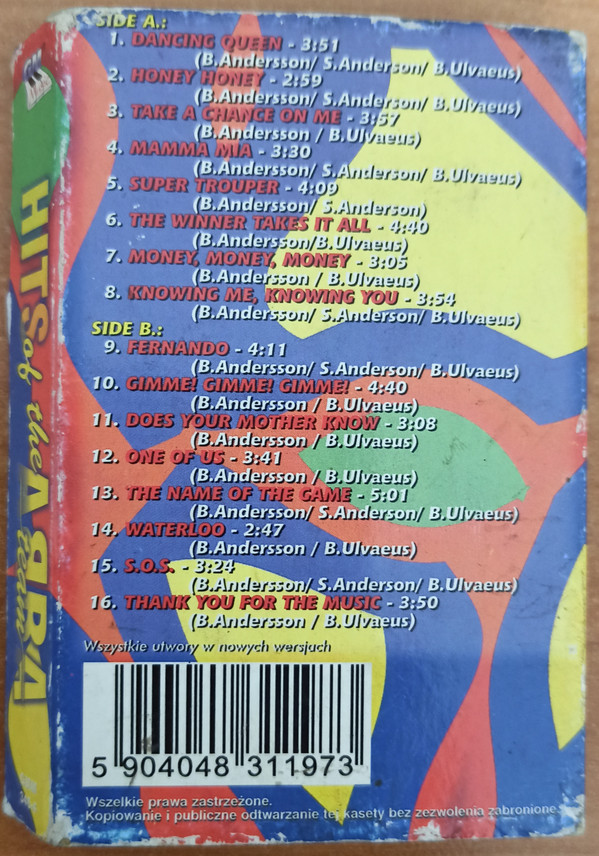 SIDE A.:
1. DANCING QUEEN - 3:51
(B.Andersson/ S.Anderson/ B.Ulvaeus)
2. HONEY HONEY - 2:59
(B.Andersson/ S.Anderson/ B.Ulvaeus)
3. TAKE A CHANCE ON ME - 3:57
(B.Andersson / B.Ulvaeus)
4. MAMMA MIA - 3:30
(B.Andersson/ S.Anderson/ B.Ulvaeus)
5. SUPER TROUPER - 4:09
(B.Andersson/ S.Anderson)
6. THE WINNER TAKES IT ALL - 4:40
(B.Andersson/B.Ulvaeus)
7. MONEY, MONEY, MONEY - 3:05
(B.Andersson / B.Ulvaeus)
8. KNOWING ME, KNOWING YOU - 3:54
(B.Andersson/ S.Anderson/ B.Ulvaeus)
SIDE B.:
9. FERNANDO - 4:11
(B.Andersson/ S.Anderson/ B.Ulvaeus)
10. GIMME! GIMME! GIMME! - 4:40
(B.Andersson / B.Ulvaeus)
11. DOES YOUR MOTHER KNOW - 3:08
(B.Andersson / B.Ulvaeus)
12. ONE OF US - 3:41
(B.Andersson / B.Ulvaeus)
13. THE NAME OF THE GAME - 5:01
(B.Andersson/ S.Anderson/ B.Ulvaeus)
14. WATERLOO - 2:47
(B.Andersson / B.Ulvaeus)
15. S.O.S. - 3:24
(B.Andersson/ S.Anderson/ B.Ulvaeus)
16. THANK YOU FOR THE MUSIC - 3:50
(B.Andersson / B.Ulvaeus)
Wszystkie utwory w nowych wersjach
5 904048 311973
Wszelkie prawa zastrzeżone.
Kopiowanie i publiczne odtwarzanie tej kasety bez zezwolenia zabronione.
HITS of the ABBA
team